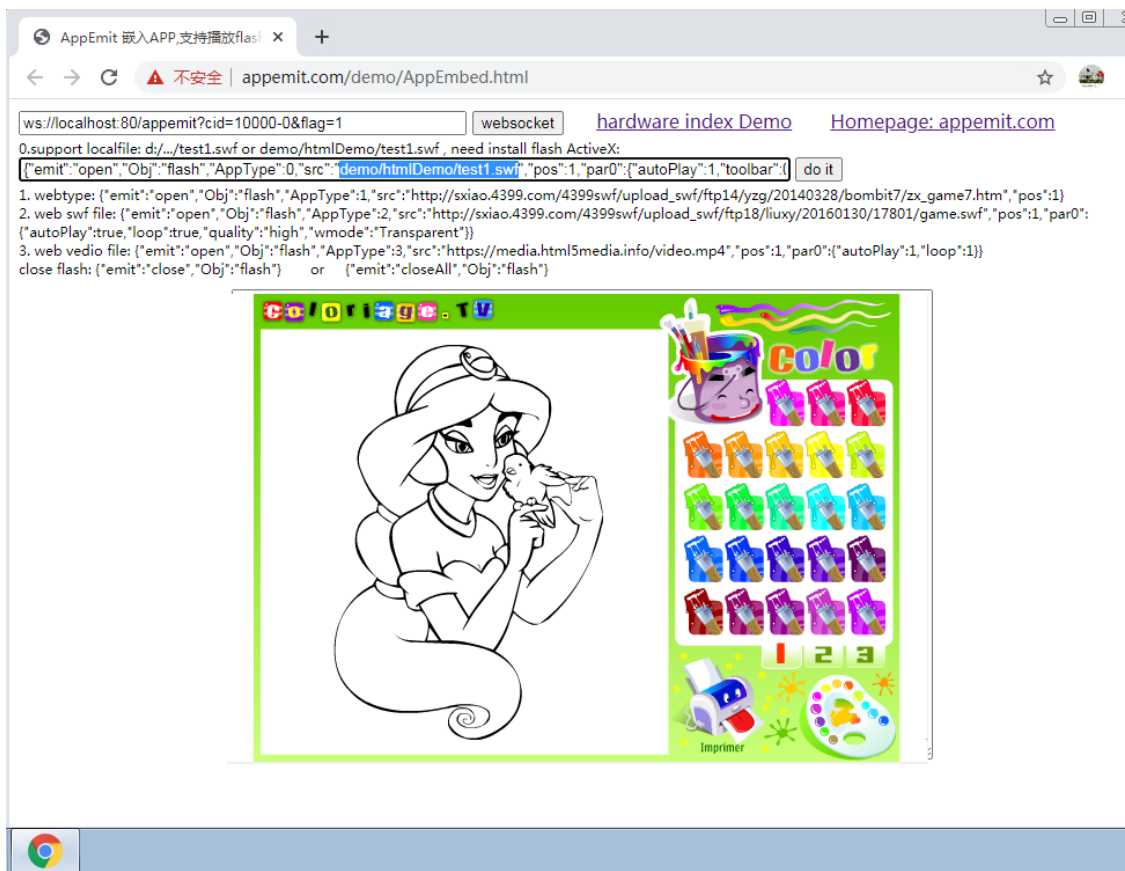 AppEmit 嵌入APP,支持播放flas
不安全 appemit.com/demo/AppEmbed.html
ws://localhost:80/appemit?cid=10000-0&flag=1 websocket hardware index Demo Homepage: appemit.com
0.support localfile: d:/.../test1.swf or demo/htmlDemo/test1.swf , need install flash ActiveX:
{"emit":"open","Obj":"flash","AppType":0,"src":"demo/htmlDemo/test1.swf","pos":1,"par0":{"autoPlay":1,"toolbar":( do it
1. webtype: {"emit":"open","Obj":"flash","AppType":1,"src":"http://sxiao.4399.com/4399swf/upload_swf/ftp14/yzg/20140328/bombit7/zx_game7.htm","pos":1}
2. web swf file: {"emit":"open","Obj":"flash","AppType":2,"src":"http://sxiao.4399.com/4399swf/upload_swf/ftp18/liuxy/20160130/17801/game.swf","pos":1,"par0":
{"autoPlay":true,"loop":true,"quality":"high","wmode":"Transparent"}}
3. web vedio file: {"emit":"open","Obj":"flash","AppType":3,"src":"https://media.html5media.info/video.mp4","pos":1,"par0":{"autoPlay":1,"loop":1}}
close flash: {"emit":"close","Obj":"flash"} or {"emit":"closeAll","Obj":"flash"}
Coloriage.TV
Color
1 2 3
Imprimer